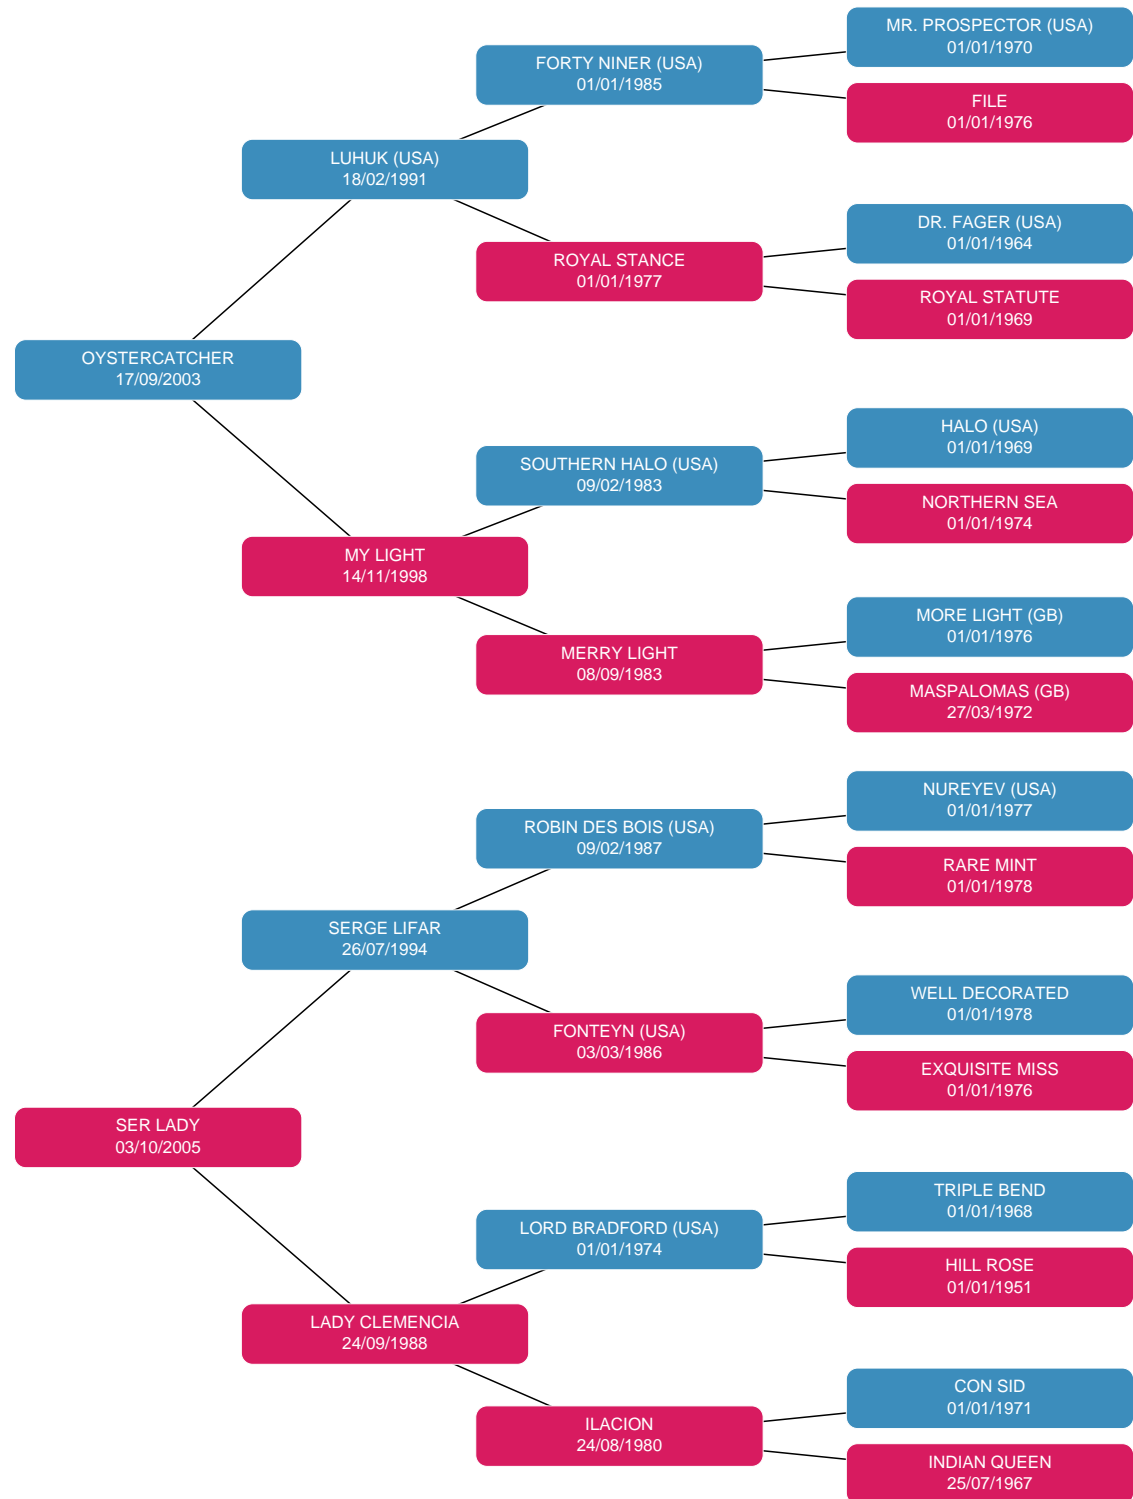 MR. PROSPECTOR (USA)
01/01/1970
FORTY NINER (USA)
01/01/1985
FILE
01/01/1976
LUHUK (USA)
18/02/1991
DR. FAGER (USA)
01/01/1964
ROYAL STANCE
01/01/1977
ROYAL STATUTE
01/01/1969
OYSTERCATCHER
17/09/2003
HALO (USA)
01/01/1969
SOUTHERN HALO (USA)
09/02/1983
NORTHERN SEA
01/01/1974
MY LIGHT
14/11/1998
MORE LIGHT (GB)
01/01/1976
MERRY LIGHT
08/09/1983
MASPALOMAS (GB)
27/03/1972
NUREYEV (USA)
01/01/1977
ROBIN DES BOIS (USA)
09/02/1987
RARE MINT
01/01/1978
SERGE LIFAR
26/07/1994
WELL DECORATED
01/01/1978
FONTEYN (USA)
03/03/1986
EXQUISITE MISS
01/01/1976
SER LADY
03/10/2005
TRIPLE BEND
01/01/1968
LORD BRADFORD (USA)
01/01/1974
HILL ROSE
01/01/1951
LADY CLEMENCIA
24/09/1988
CON SID
01/01/1971
ILACION
24/08/1980
INDIAN QUEEN
25/07/1967